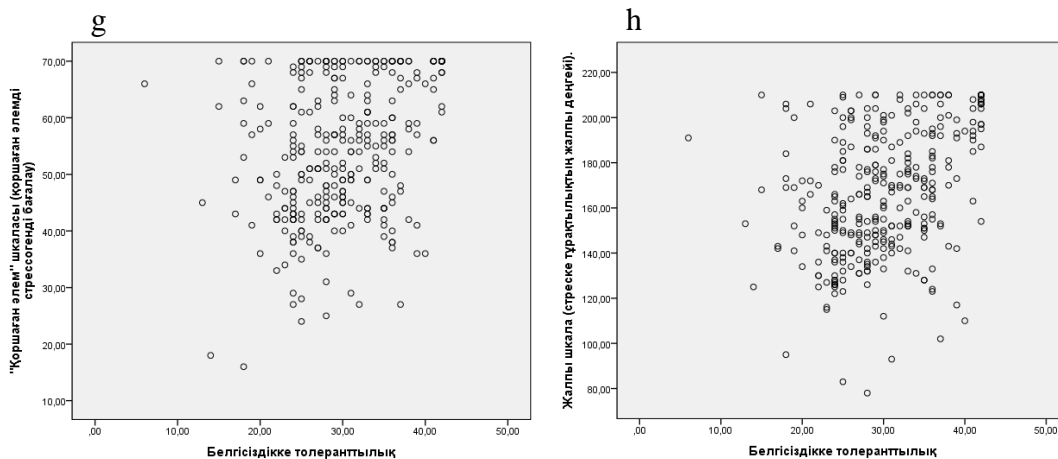 g
"Қоршаған әлем" шкаласы (қоршаған әлемді
стрессогенді бағалау)
70,00
60,00
50,00
40,00
30,00
20,00
10,00
,00 10,00 20,00 30,00 40,00 50,00
Белгісіздікке толеранттылық
h
Жалпы шкала (стреске тұрақтылықтың жалпы деңгейі).
220,00
200,00
180,00
160,00
140,00
120,00
100,00
80,00
,00 10,00 20,00 30,00 40,00 50,00
Белгісіздікке толеранттылық